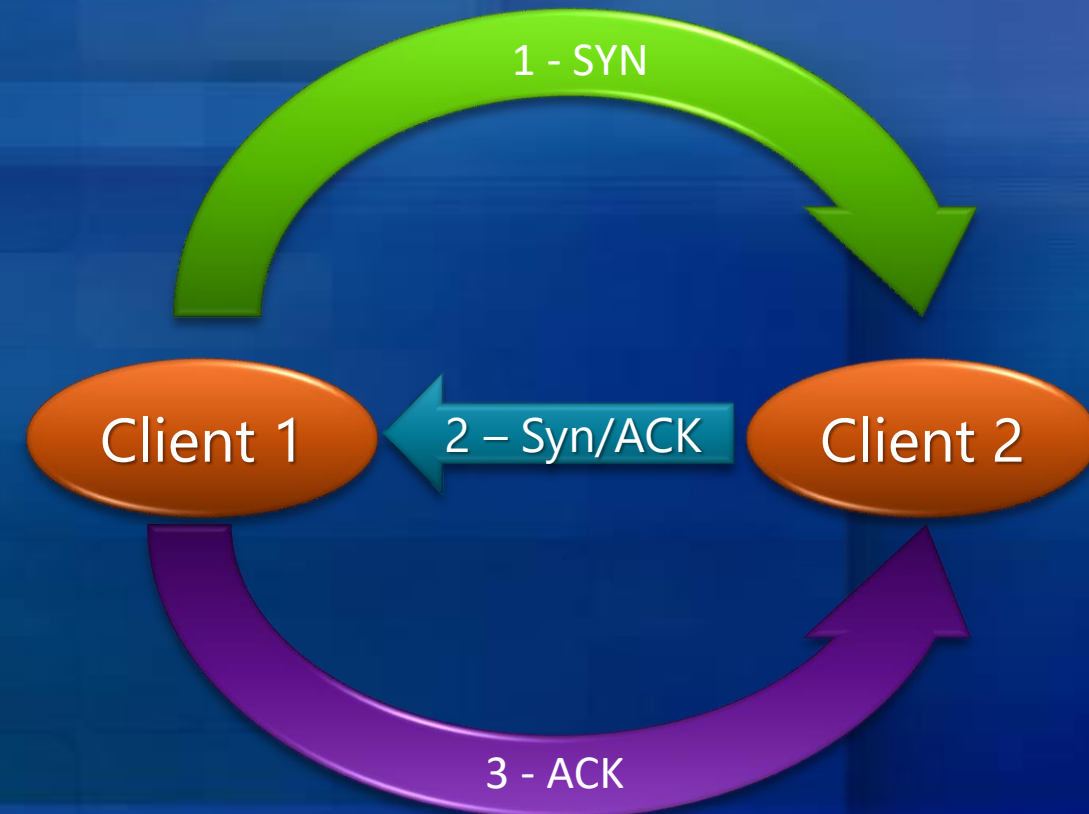 1 - SYN
Client 1
2 – Syn/ACK
Client 2
3 - ACK